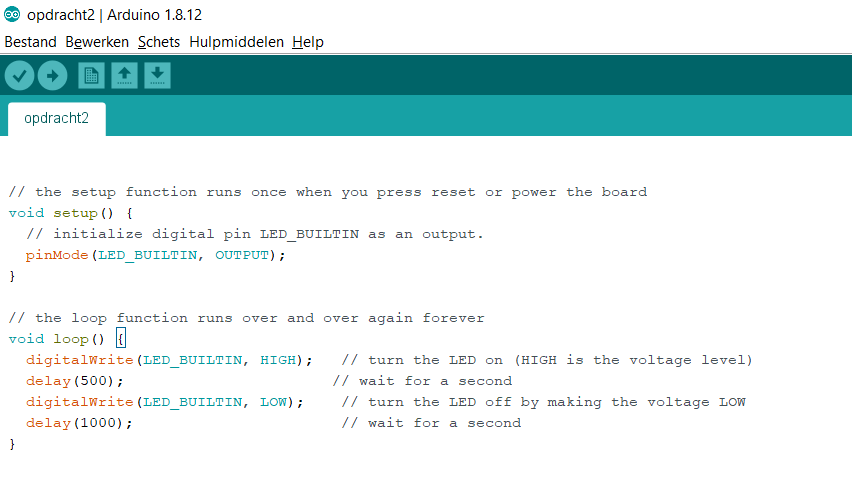 opdracht2 | Arduino 1.8.12
Bestand Bewerken Schets Hulpmiddelen Help
opdracht2
// the setup function runs once when you press reset or power the board
void setup() {
  // initialize digital pin LED_BUILTIN as an output.
  pinMode(LED_BUILTIN, OUTPUT);
}
// the loop function runs over and over again forever
void loop() {
  digitalWrite(LED_BUILTIN, HIGH);   // turn the LED on (HIGH is the voltage level)
  delay(500);                       // wait for a second
  digitalWrite(LED_BUILTIN, LOW);    // turn the LED off by making the voltage LOW
  delay(1000);                       // wait for a second
}